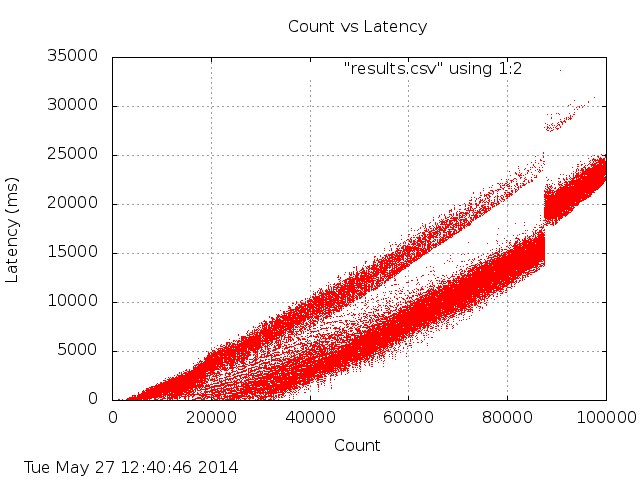 Count vs Latency
"results.csv" using 1:2
35000
30000
25000
20000
15000
10000
5000
0
Latency (ms)
0 20000 40000 60000 80000 100000
Count
Tue May 27 12:40:46 2014